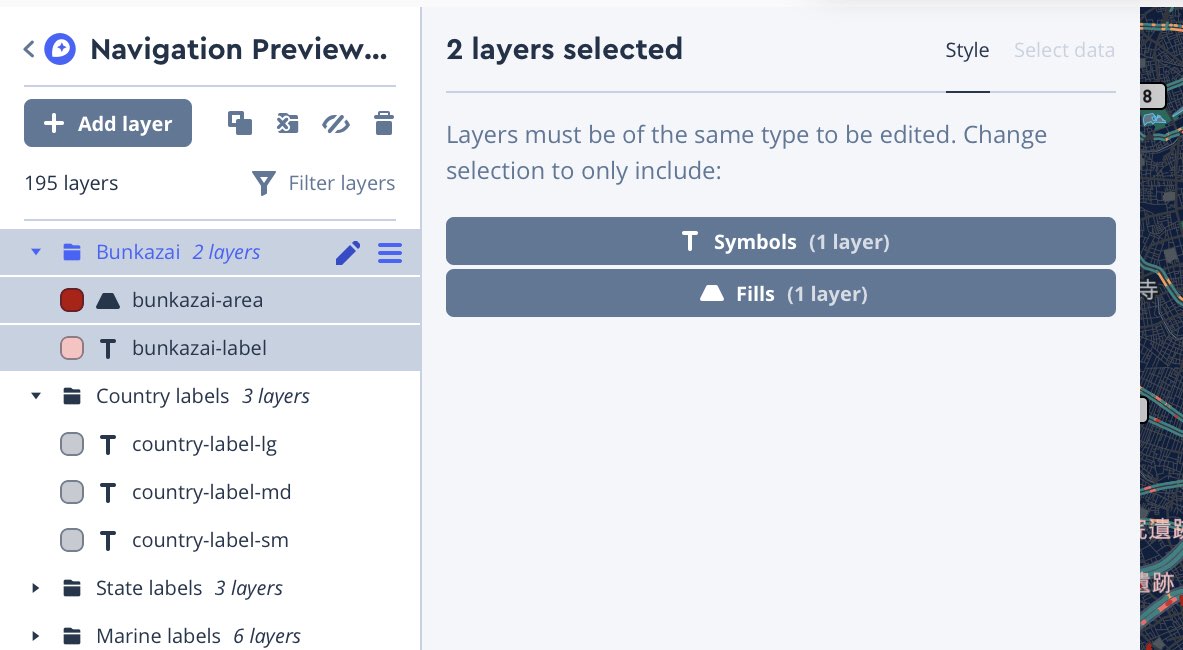 Navigation Preview...
Add layer
195 layers
Filter layers
Bunkazai 2 layers
bunkazai-area
bunkazai-label
Country labels 3 layers
country-label-lg
country-label-md
country-label-sm
State labels 3 layers
Marine labels 6 layers
2 layers selected
Style
Select data
Layers must be of the same type to be edited. Change
selection to only include:
Symbols (1 layer)
Fills (1 layer)
8
寺
遺跡
遺跡